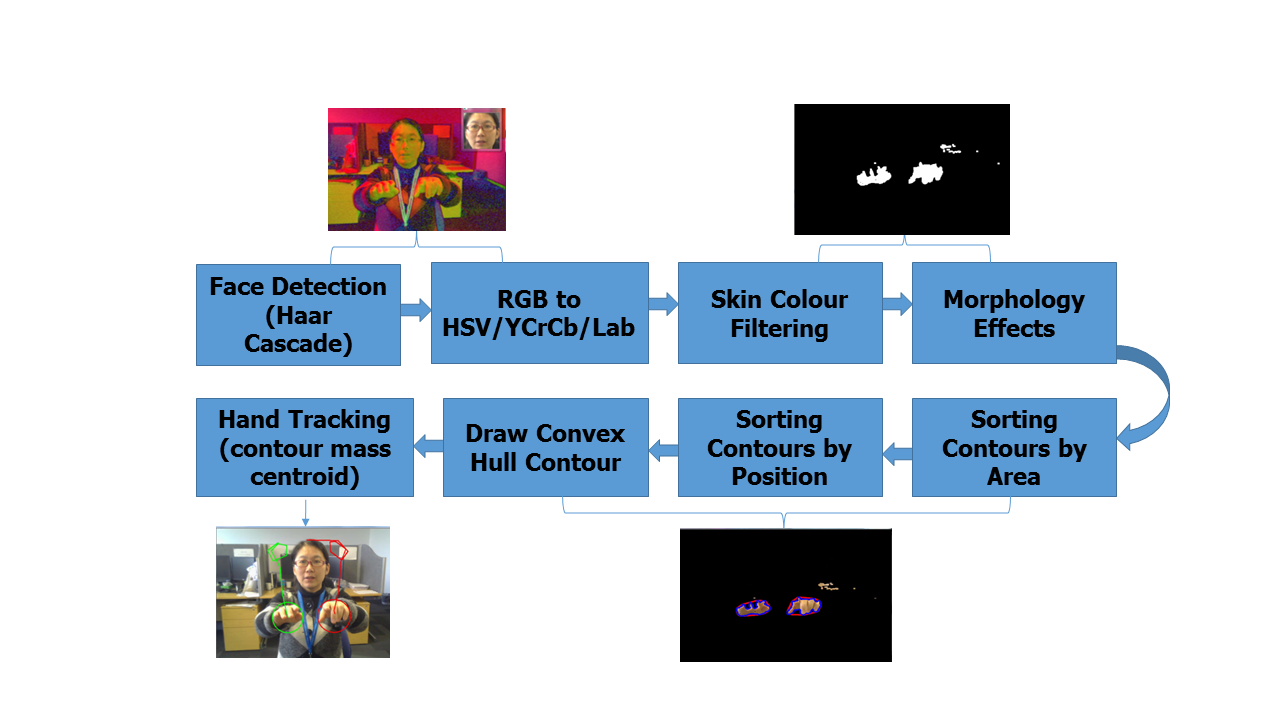 Face Detection
(Haar
Cascade)
RGB to
HSV/YCrCb/Lab
Skin Colour
Filtering
Morphology
Effects
Sorting
Contours by
Area
Sorting
Contours by
Position
Draw Convex
Hull Contour
Hand Tracking
(contour mass
centroid)